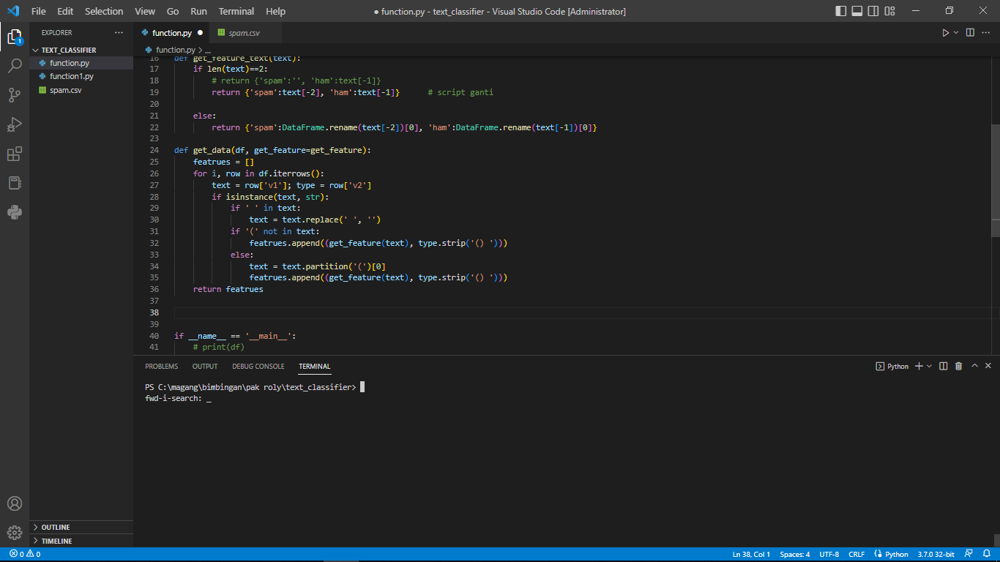 File Edit Selection View Go Run Terminal Help ● function.py - text_classifier - Visual Studio Code [Administrator]
EXPLORER ···
TEXT_CLASSIFIER
function.py
function1.py
spam.csv
OUTLINE
TIMELINE
1
function.py ● spam.csv
function.py > ...
16 def get_feature_text(text):
17 if len(text)==2:
18 # return {'spam':'', 'ham':text[-1]}
19 return {'spam':text[-2], 'ham':text[-1]} # script ganti
20
21 else:
22 return {'spam':DataFrame.rename(text[-2])[0], 'ham':DataFrame.rename(text[-1])[0]}
23
24 def get_data(df, get_feature=get_feature):
25 featrues = []
26 for i, row in df.iterrows():
27 text = row['v1']; type = row['v2']
28 if isinstance(text, str):
29 if ' ' in text:
30 text = text.replace(' ', '')
31 if '(' not in text:
32 featrues.append((get_feature(text), type.strip('() ')))
33 else:
34 text = text.partition('(')[0]
35 featrues.append((get_feature(text), type.strip('() ')))
36 return featrues
37
38
39
40 if __name__ == '__main__':
41 # print(df)
PROBLEMS OUTPUT DEBUG CONSOLE TERMINAL Python
PS C:\magang\bimbingan\pak roly\text_classifier>
fwd-i-search: _
0 0 Ln 38, Col 1 Spaces: 4 UTF-8 CRLF Python 3.7.0 32-bit